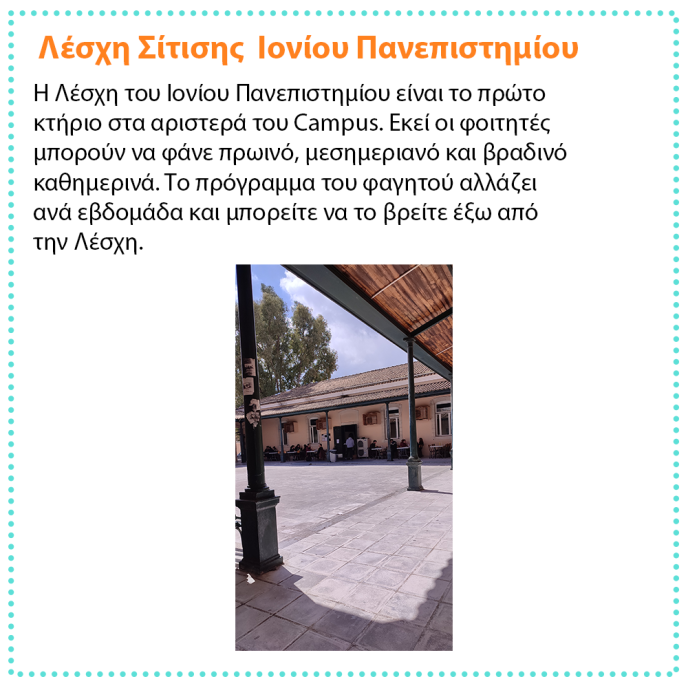 Λέσχη Σίτισης Ιονίου Πανεπιστημίου
Η Λέσχη του Ιονίου Πανεπιστημίου είναι το πρώτο
κτήριο στα αριστερά του Campus. Εκεί οι φοιτητές
μπορούν να φάνε πρωινό, μεσημεριανό και βραδινό
καθημερινά. Το πρόγραμμα του φαγητού αλλάζει
ανά εβδομάδα και μπορείτε να το βρείτε έξω από
την Λέσχη.